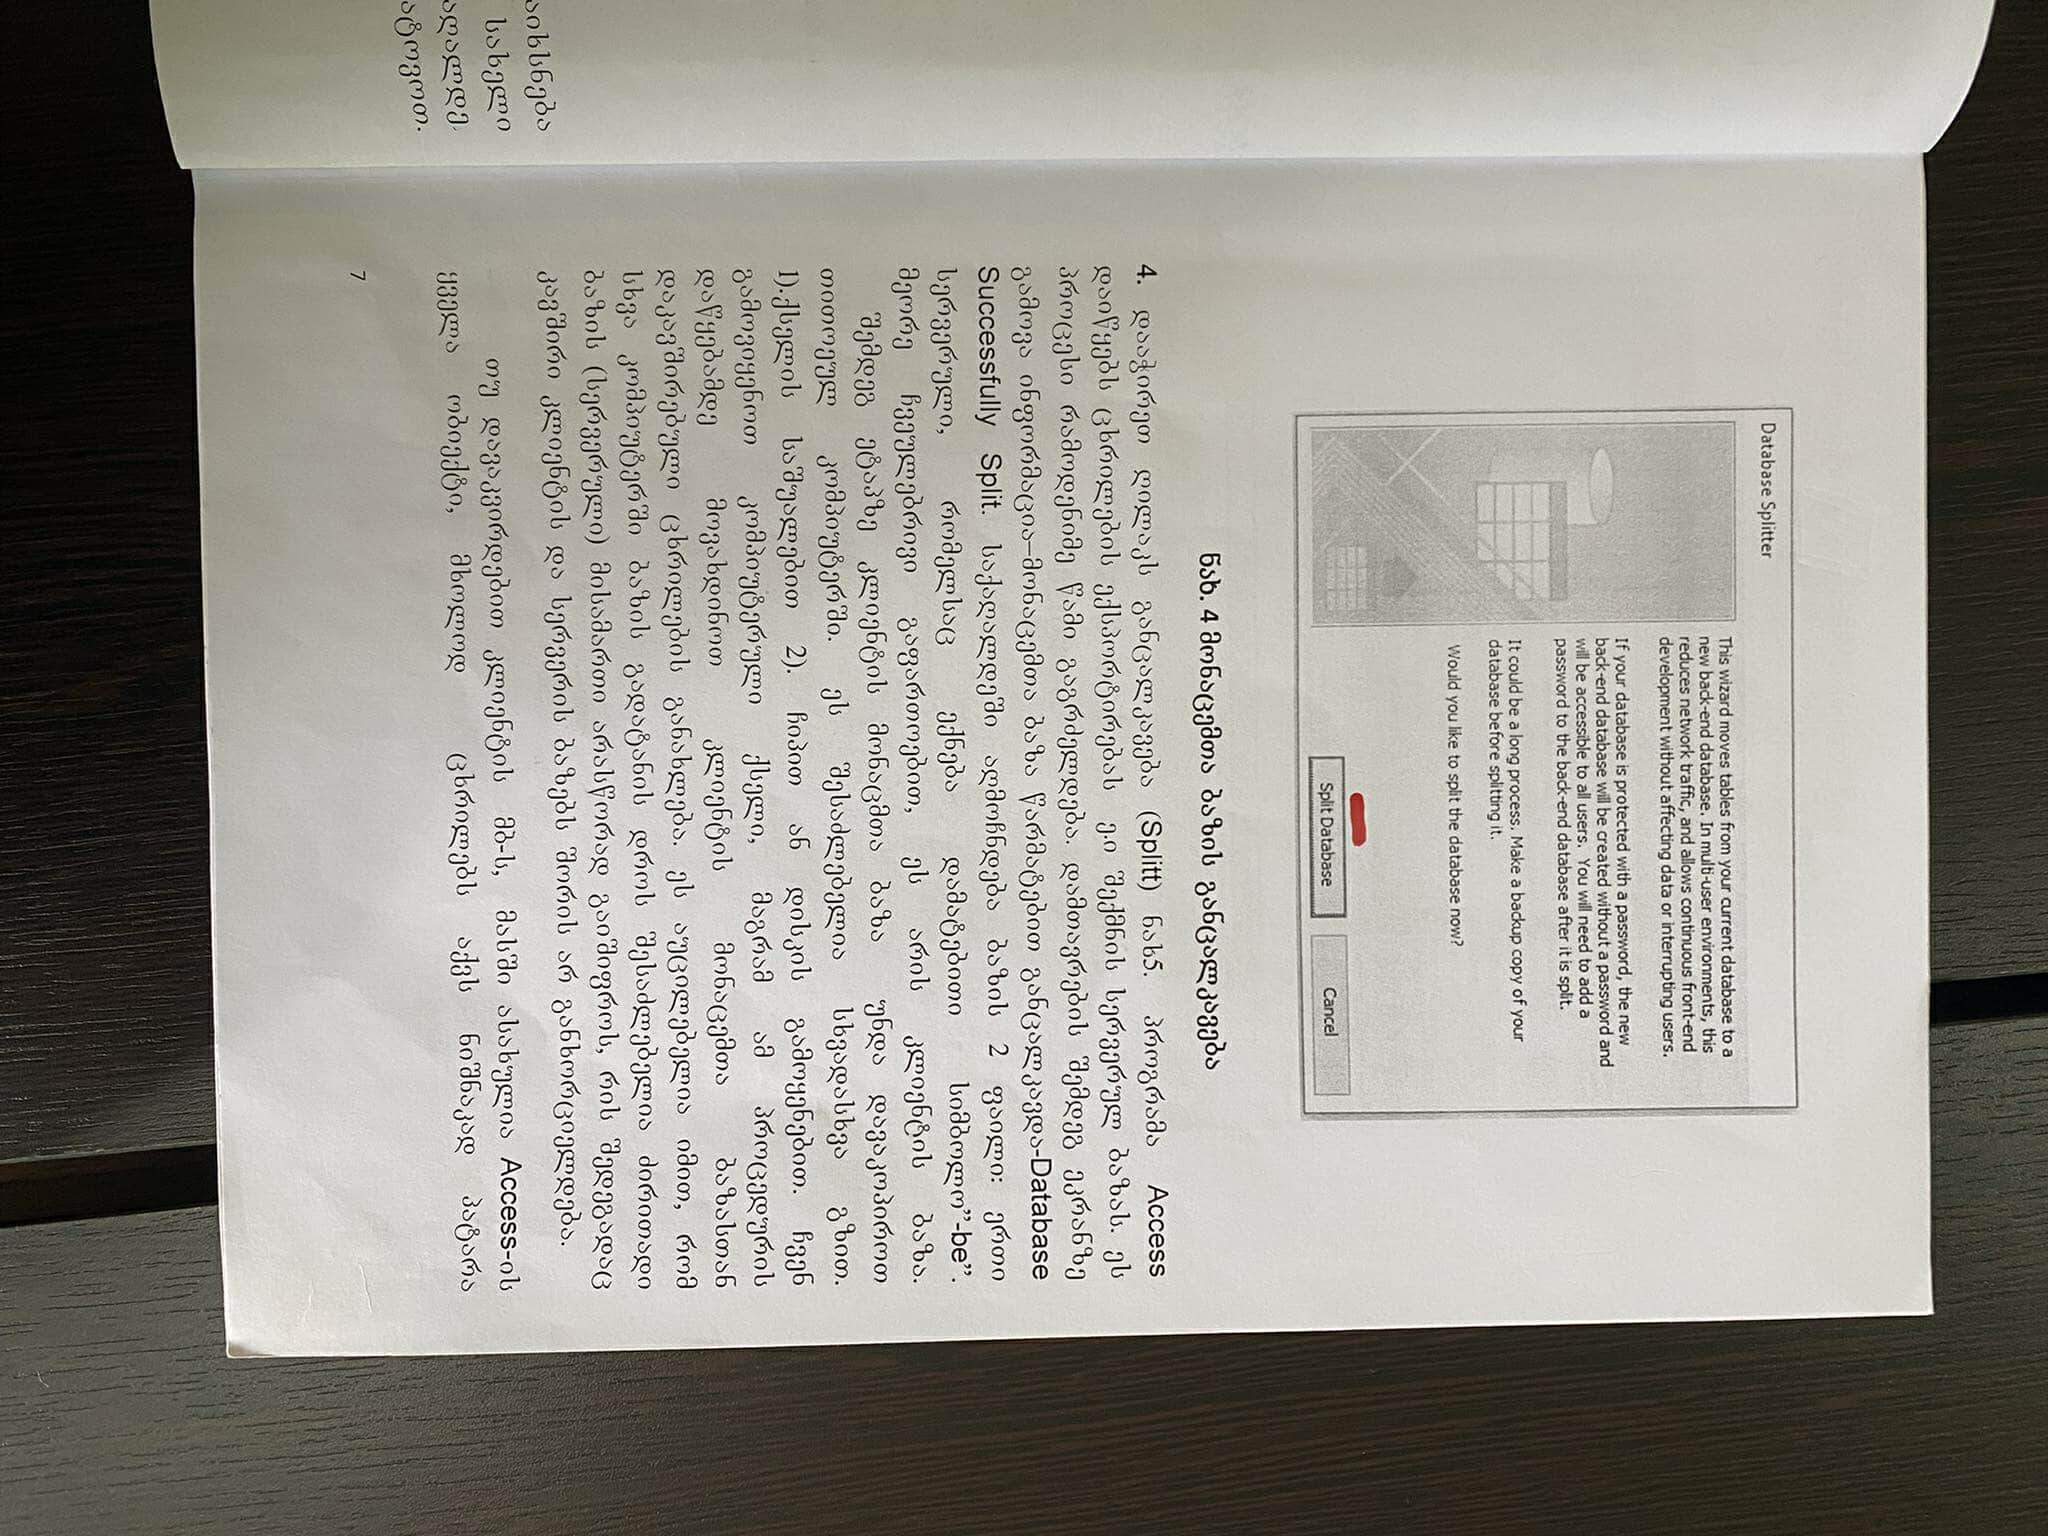 Database Splitter
This wizard moves tables from your current database to a
new back-end database. In multi-user environments, this
reduces network traffic, and allows continuous front-end
development without affecting data or interrupting users.
If your database is protected with a password, the new
back-end database will be created without a password and
will be accessible to all users. You will need to add a
password to the back-end database after it is split.
It could be a long process. Make a backup copy of your
database before splitting it.
Would you like to split the database now?
Split Database
Cancel
ნახ. 4 მონაცემთა ბაზის განცალკავება
4. დააჭირეთ ღილაკს განცალკავება (Splitt) ნახ5. პროგრამა Access
დაიწყებს ცხრილების ექსპორტირებას ე.ი შექმნის სერვერულ ბაზას. ეს
პროცესი რამოდენიმე წამი გაგრძელდება. დამთავრების შემდეგ ეკრანზე
გამოვა ინფორმაცია–მონაცემთა ბაზა წარმატებით განცალკავდა-Database
Successfully Split. საქაღალდეში აღმოჩნდება ბაზის 2 ფაილი: ერთი
სერვერული, რომელსაც ექნება დამატებითი სიმბოლო”-be”.
მეორე ჩვეულებრივი გაფართოებით, ეს არის კლიენტის ბაზა.
შემდეგ ეტაპზე კლიენტის მონაცმთა ბაზა უნდა დავაკოპიროთ
თითოეულ კომპიუტერში. ეს შესაძლებელია სხვადასხვა გზით.
1).ქსელის საშუალებით 2). ჩიპით ან დისკის გამოყენებით. ჩვენ
გამოვიყენოთ კომპიუტერული ქსელი, მაგრამ ამ პროცედურის
დაწყებამდე მოვახდინოთ კლიენტის მონაცემთა ბაზასთან
დაკავშირებული ცხრილების განახლება. ეს აუცილებელია იმით, რომ
სხვა კომპიუტერში ბაზის გადატანის დროს შესაძლებელია ძირითადი
ბაზის (სერვერული) მისამართი არასწორად გაიშიფროს, რის შედეგადაც
კავშირი კლიენტის და სერვერის ბაზებს შორის არ განხორციელდება.
თუ დავაკვირდებით კლიენტის მბ-ს, მასში ასახულია Access-ის
ყველა ობიექტი, მხოლოდ ცხრილებს აქვს ნიშნაკად პატარა
7
აიხსნება
სახელი
აღალდე
ატოვოთ.